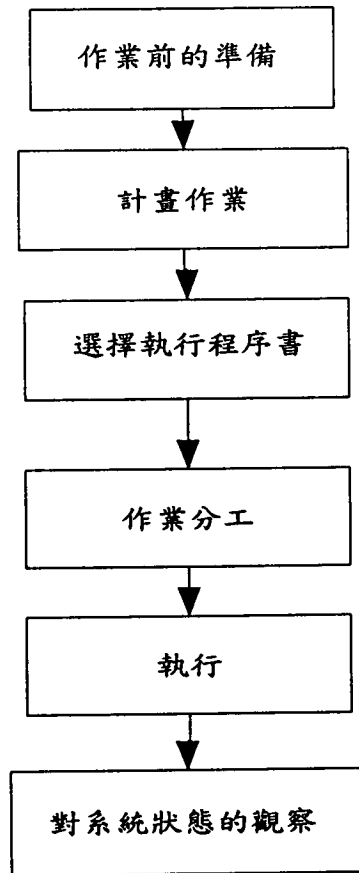 作業前的準備
計畫作業
選擇執行程序書
作業分工
執行
對系統狀態的觀察